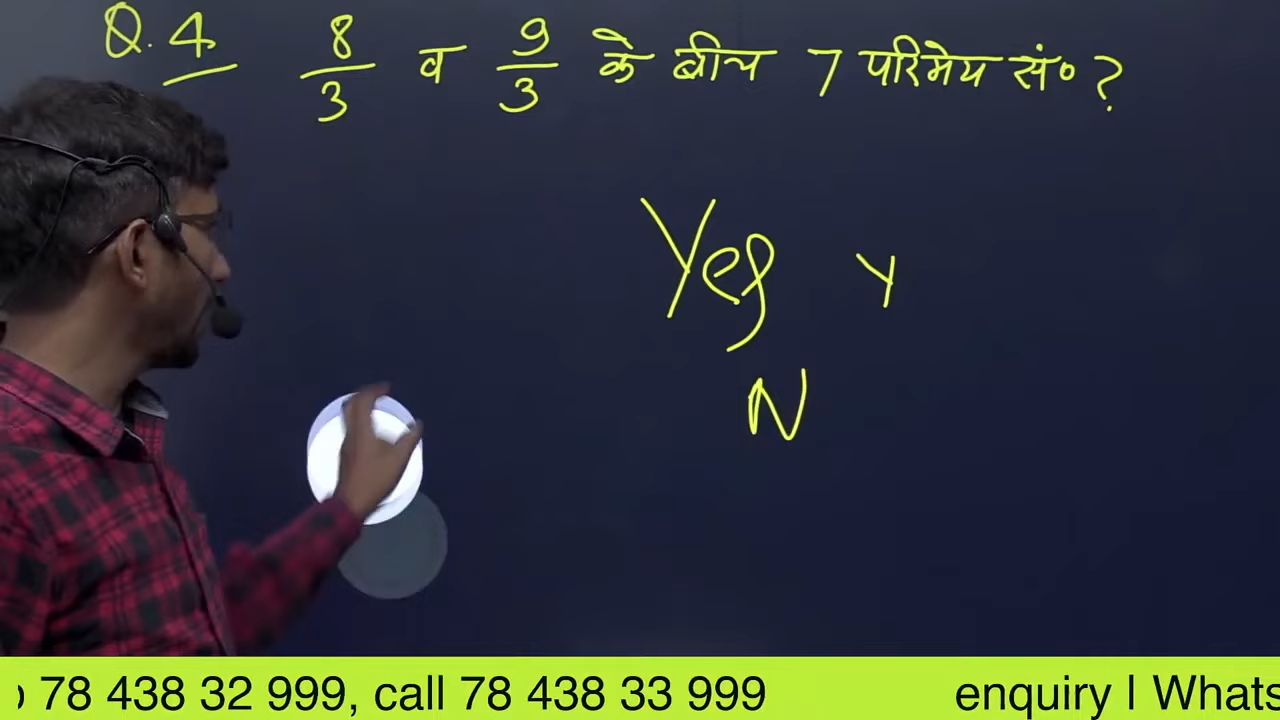 Q.4 8/3 व 9/3 के बीच 7 परिमेय सं० ?
Yes Y
N
78 438 32 999, call 78 438 33 999 enquiry | Whats